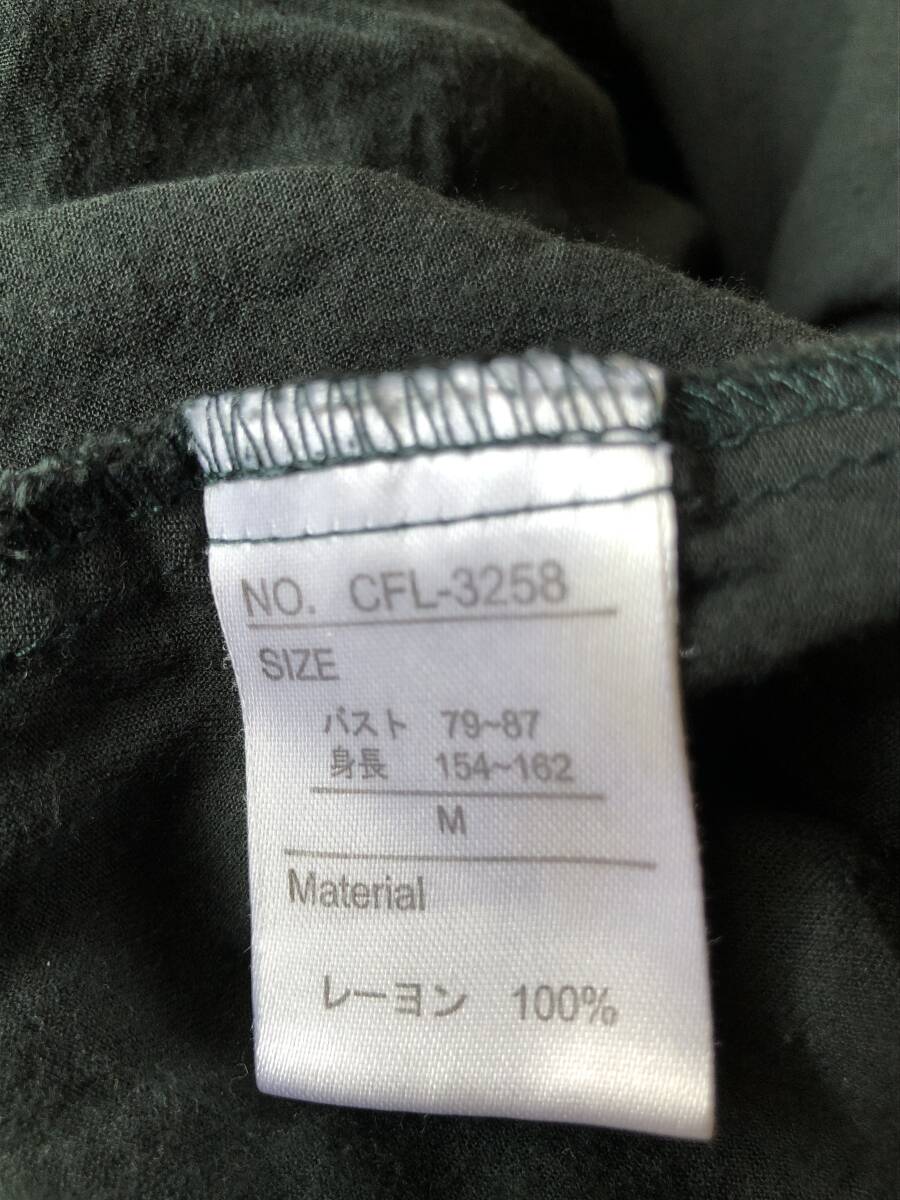 NO. CFL-3258
SIZE
バスト 79~87
身長 154~162
M
Material
レーヨン 100%